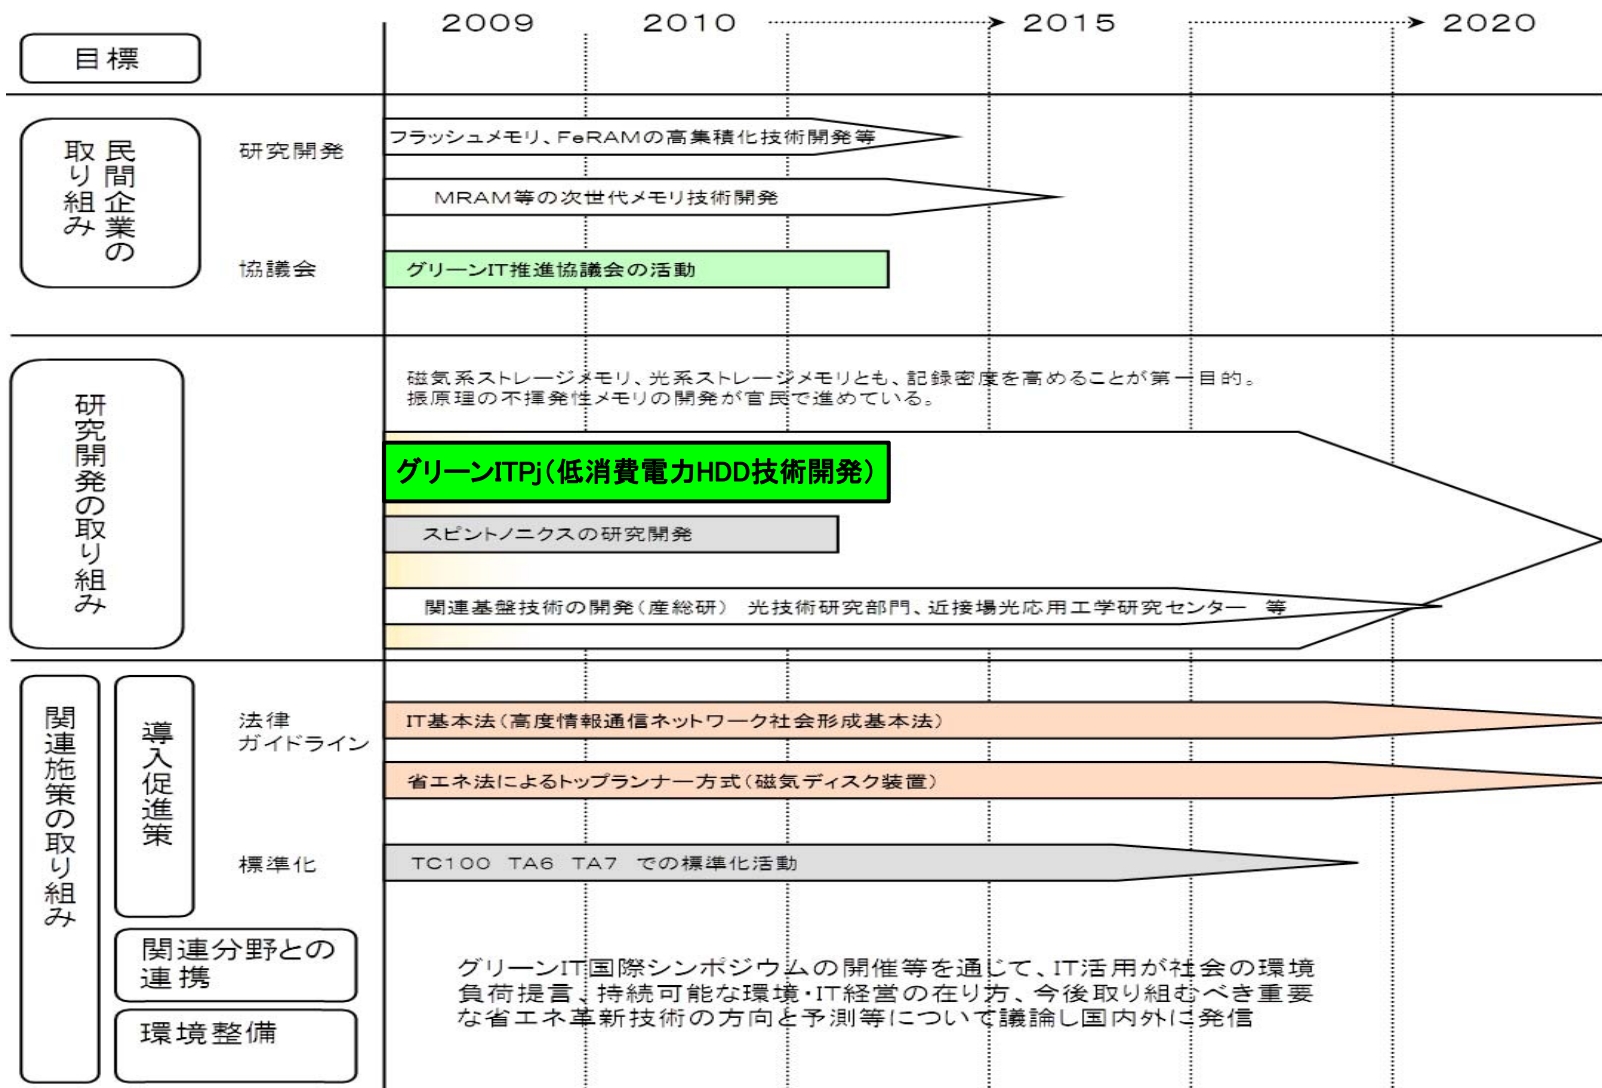 2009 2010 2015 2020
目標
民間企業の
取り組み
研究開発
フラッシュメモリ、FeRAMの高集積化技術開発等
MRAM等の次世代メモリ技術開発
協議会
グリーンIT推進協議会の活動
研究開発の取り組み
磁気系ストレージメモリ、光系ストレージメモリとも、記録密度を高めることが第一目的。
振原理の不揮発性メモリの開発が官民で進めている。
グリーンITPj(低消費電力HDD技術開発)
スピントノニクスの研究開発
関連基盤技術の開発(産総研) 光技術研究部門、近接場光応用工学研究センター 等
関連施策の取り組み
導入促進策
法律
ガイドライン
IT基本法(高度情報通信ネットワーク社会形成基本法)
省エネ法によるトップランナー方式(磁気ディスク装置)
標準化
TC100 TA6 TA7 での標準化活動
関連分野との
連携
環境整備
グリーンIT国際シンポジウムの開催等を通じて、IT活用が社会の環境
負荷提言、持続可能な環境・IT経営の在り方、今後取り組むべき重要
な省エネ革新技術の方向と予測等について議論し国内外に発信